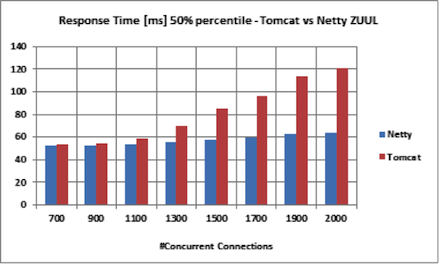 Response Time [ms] 50% percentile - Tomcat vs Netty ZUUL
140
120
100
80
60
40
20
0
700 900 1100 1300 1500 1700 1900 2000
Netty
Tomcat
#Concurrent Connections